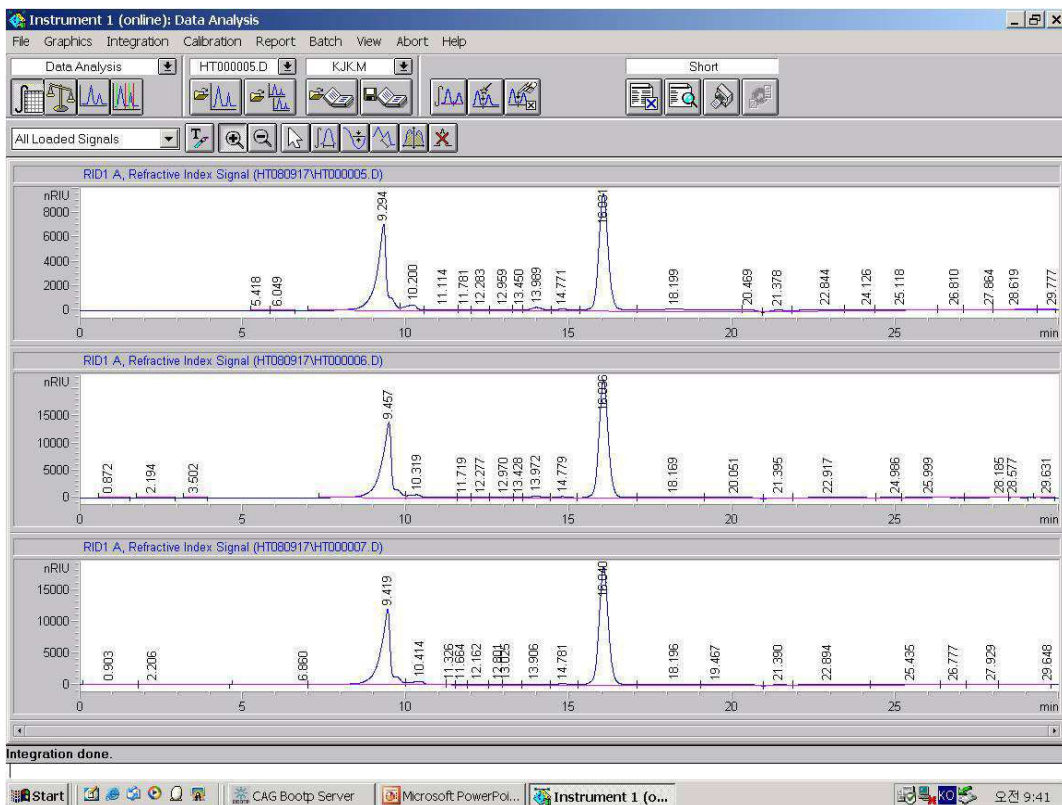 Instrument 1 (online): Data Analysis
File Graphics Integration Calibration Report Batch View Abort Help
Data Analysis HT000005.D KJK.M Short
All Loaded Signals
RID1 A, Refractive Index Signal (HT080917\HT000005.D)
nRIU
8000
6000
4000
2000
0
5.418 6.049 9.294 10.200 11.114 11.781 12.283 12.959 13.450 13.989 14.771 16.031 18.199 20.469 21.378 22.844 24.126 25.118 26.810 27.864 28.619 29.777
0 5 10 15 20 25 min
RID1 A, Refractive Index Signal (HT080917\HT000006.D)
nRIU
15000
10000
5000
0
0.872 2.194 3.502 9.457 10.319 11.719 12.277 12.970 13.428 13.972 14.779 16.036 18.169 20.051 21.395 22.917 24.986 25.999 28.185 28.577 29.631
0 5 10 15 20 25 min
RID1 A, Refractive Index Signal (HT080917\HT000007.D)
nRIU
15000
10000
5000
0
0.903 2.206 6.860 9.419 10.414 11.326 11.664 12.162 12.801 13.025 13.906 14.781 16.040 18.196 19.467 21.390 22.894 25.435 26.777 27.929 29.648
0 5 10 15 20 25 min
Integration done.
Start CAG Bootp Server Microsoft PowerPoi... Instrument 1 (o... KO 오전 9:41